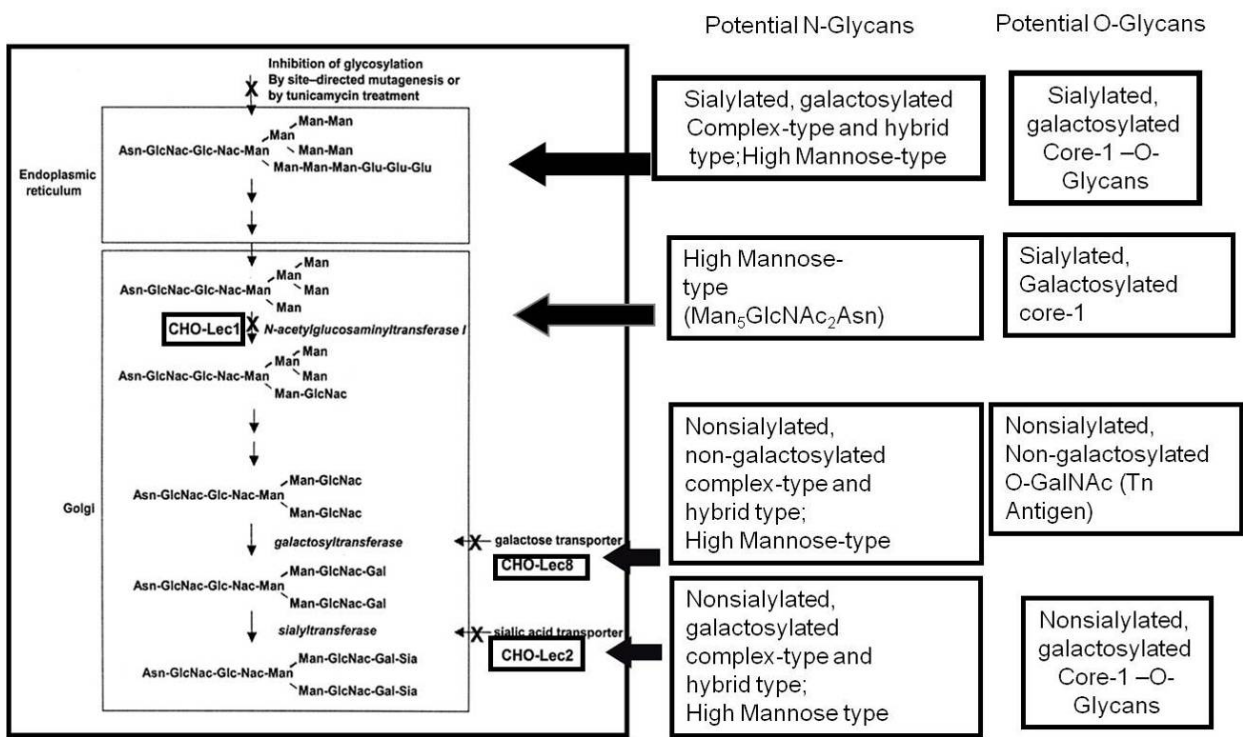 Potential N-Glycans
Potential O-Glycans
Inhibition of glycosylation
By site–directed mutagenesis or
by tunicamycin treatment
X
Endoplasmic
reticulum
Man-Man
Man
Asn-GlcNac-Glc-Nac-Man
Man-Man
Man-Man-Man-Glu-Glu-Glu
Sialylated, galactosylated
Complex-type and hybrid
type;High Mannose-type
Sialylated,
galactosylated
Core-1 –O-
Glycans
Golgi
Man
Man
Asn-GlcNac-Glc-Nac-Man
Man
Man
CHO-Lec1
X
N-acetylglucosaminyltransferase I
High Mannose-
type
(Man₅GlcNAc₂Asn)
Sialylated,
Galactosylated
core-1
Man
Man
Asn-GlcNac-Glc-Nac-Man
Man
Man-GlcNac
Man-GlcNac
Asn-GlcNac-Glc-Nac-Man
Man-GlcNac
galactosyltransferase
X
galactose transporter
CHO-Lec8
Nonsialylated,
non-galactosylated
complex-type and
hybrid type;
High Mannose-type
Nonsialylated,
Non-galactosylated
O-GalNAc (Tn
Antigen)
Man-GlcNac-Gal
Asn-GlcNac-Glc-Nac-Man
Man-GlcNac-Gal
sialyltransferase
X
sialic acid transporter
CHO-Lec2
Man-GlcNac-Gal-Sia
Asn-GlcNac-Glc-Nac-Man
Man-GlcNac-Gal-Sia
Nonsialylated,
galactosylated
complex-type and
hybrid type;
High Mannose type
Nonsialylated,
galactosylated
Core-1 –O-
Glycans